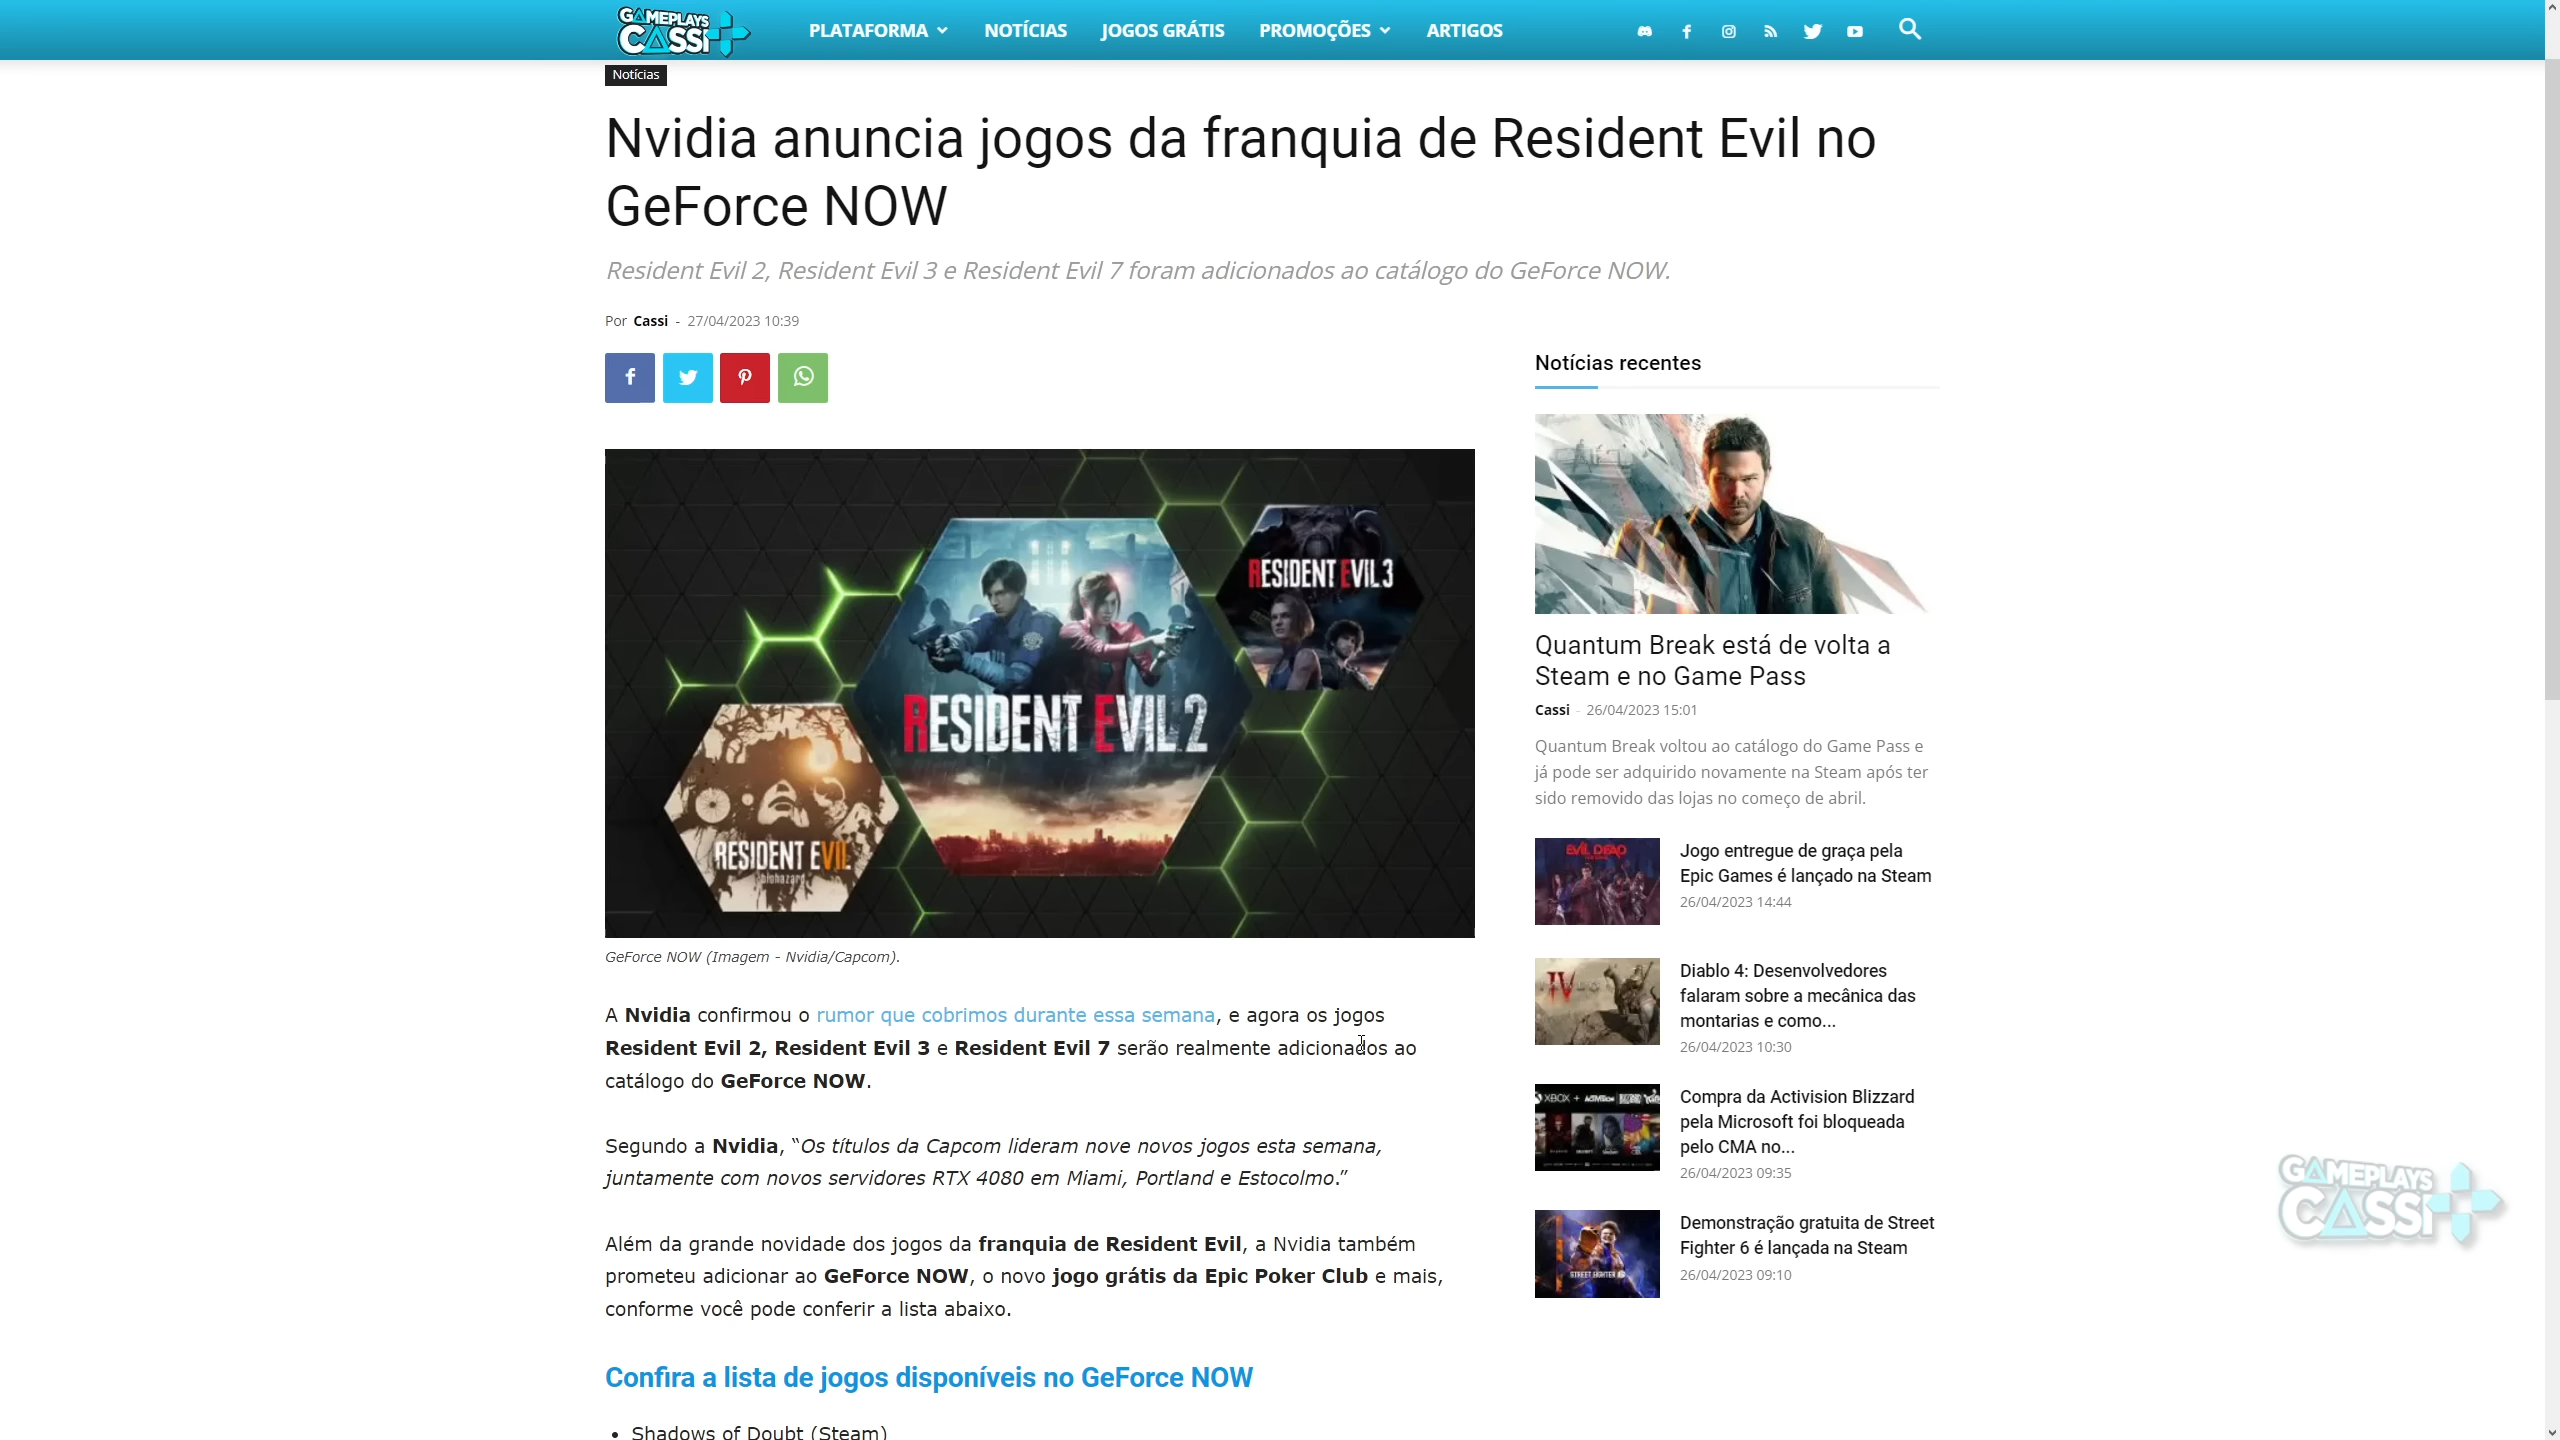 GAMEPLAYS
CASSI
PLATAFORMA
NOTÍCIAS
JOGOS GRÁTIS
PROMOÇÕES
ARTIGOS
Notícias
Nvidia anuncia jogos da franquia de Resident Evil no
GeForce NOW
Resident Evil 2, Resident Evil 3 e Resident Evil 7 foram adicionados ao catálogo do GeForce NOW.
Por Cassi - 27/04/2023 10:39
RESIDENT EVIL 3
RESIDENT EVIL 2
RESIDENT EVIL
biohazard
GeForce NOW (Imagem - Nvidia/Capcom).
A Nvidia confirmou o rumor que cobrimos durante essa semana, e agora os jogos
Resident Evil 2, Resident Evil 3 e Resident Evil 7 serão realmente adicionados ao
catálogo do GeForce NOW.
Segundo a Nvidia, “Os títulos da Capcom lideram nove novos jogos esta semana,
juntamente com novos servidores RTX 4080 em Miami, Portland e Estocolmo.”
Além da grande novidade dos jogos da franquia de Resident Evil, a Nvidia também
prometeu adicionar ao GeForce NOW, o novo jogo grátis da Epic Poker Club e mais,
conforme você pode conferir a lista abaixo.
Confira a lista de jogos disponíveis no GeForce NOW
• Shadows of Doubt (Steam)
Notícias recentes
Quantum Break está de volta a
Steam e no Game Pass
Cassi - 26/04/2023 15:01
Quantum Break voltou ao catálogo do Game Pass e
já pode ser adquirido novamente na Steam após ter
sido removido das lojas no começo de abril.
EVIL DEAD
Jogo entregue de graça pela
Epic Games é lançado na Steam
26/04/2023 14:44
IV
Diablo 4: Desenvolvedores
falaram sobre a mecânica das
montarias e como...
26/04/2023 10:30
XBOX + ACTIVISION
Compra da Activision Blizzard
pela Microsoft foi bloqueada
pelo CMA no...
26/04/2023 09:35
STREET FIGHTER 6
Demonstração gratuita de Street
Fighter 6 é lançada na Steam
26/04/2023 09:10
GAMEPLAYS
CASSI